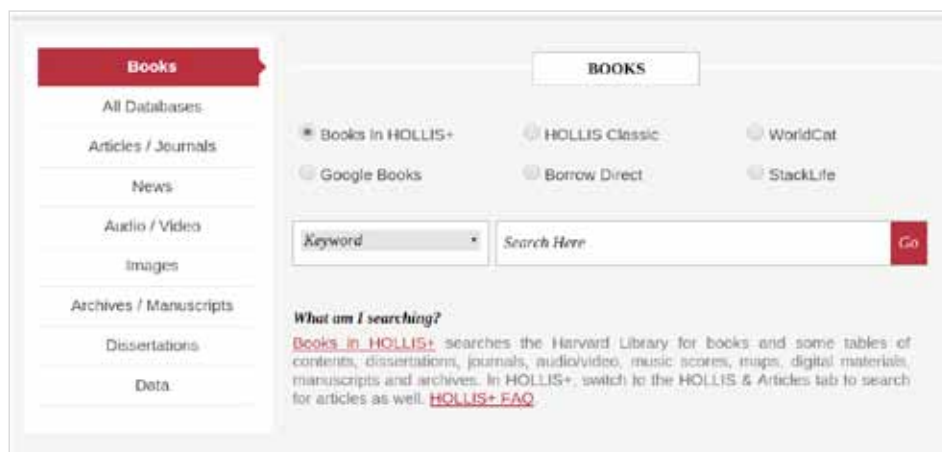 Books
All Databases
Articles / Journals
News
Audio / Video
Images
Archives / Manuscripts
Dissertations
Data
BOOKS
Books in HOLLIS+ HOLLIS Classic WorldCat
Google Books Borrow Direct StackLife
Keyword Search Here Go
What am I searching?
Books in HOLLIS+ searches the Harvard Library for books and some tables of
contents, dissertations, journals, audio/video, music scores, maps, digital materials,
manuscripts and archives. In HOLLIS+, switch to the HOLLIS & Articles tab to search
for articles as well. HOLLIS+ FAQ.